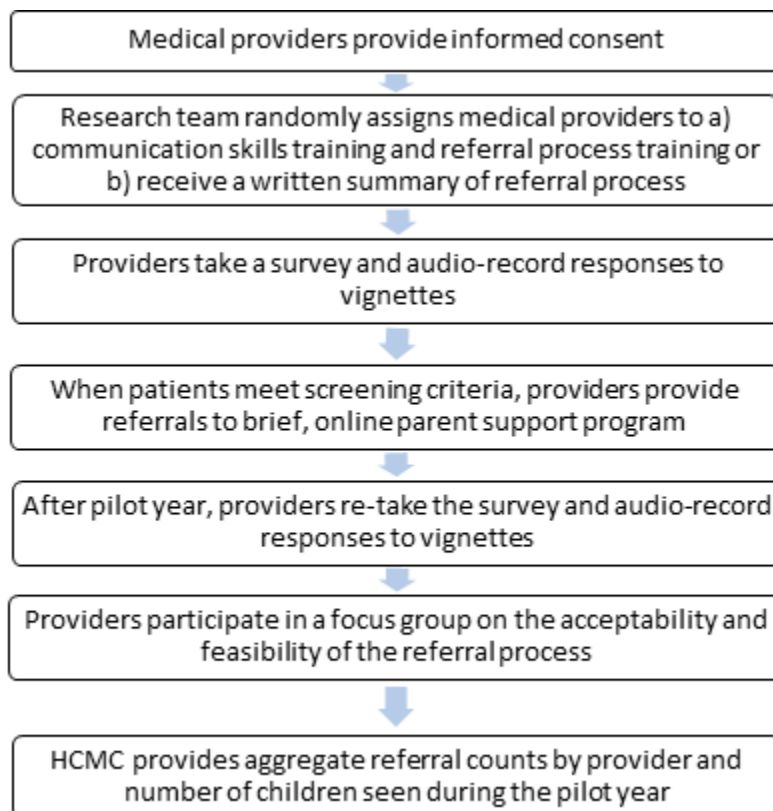 Medical providers provide informed consent
Research team randomly assigns medical providers to a)
communication skills training and referral process training or
b) receive a written summary of referral process
Providers take a survey and audio-record responses to
vignettes
When patients meet screening criteria, providers provide
referrals to brief, online parent support program
After pilot year, providers re-take the survey and audio-record
responses to vignettes
Providers participate in a focus group on the acceptability and
feasibility of the referral process
HCMC provides aggregate referral counts by provider and
number of children seen during the pilot year